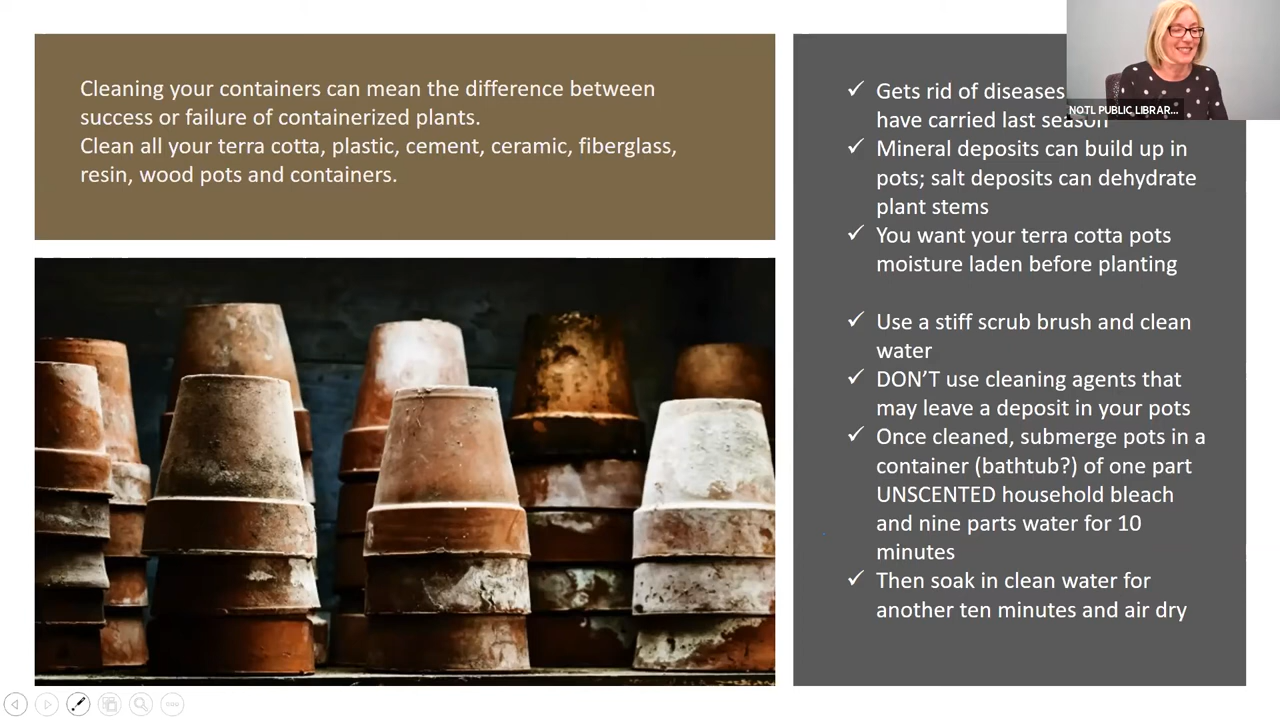 Cleaning your containers can mean the difference between
success or failure of containerized plants.
Clean all your terra cotta, plastic, cement, ceramic, fiberglass,
resin, wood pots and containers.
✓ Gets rid of diseases
have carried last season
✓ Mineral deposits can build up in
pots; salt deposits can dehydrate
plant stems
✓ You want your terra cotta pots
moisture laden before planting
✓ Use a stiff scrub brush and clean
water
✓ DON'T use cleaning agents that
may leave a deposit in your pots
✓ Once cleaned, submerge pots in a
container (bathtub?) of one part
UNSCENTED household bleach
and nine parts water for 10
minutes
✓ Then soak in clean water for
another ten minutes and air dry
NOTL PUBLIC LIBRAR...